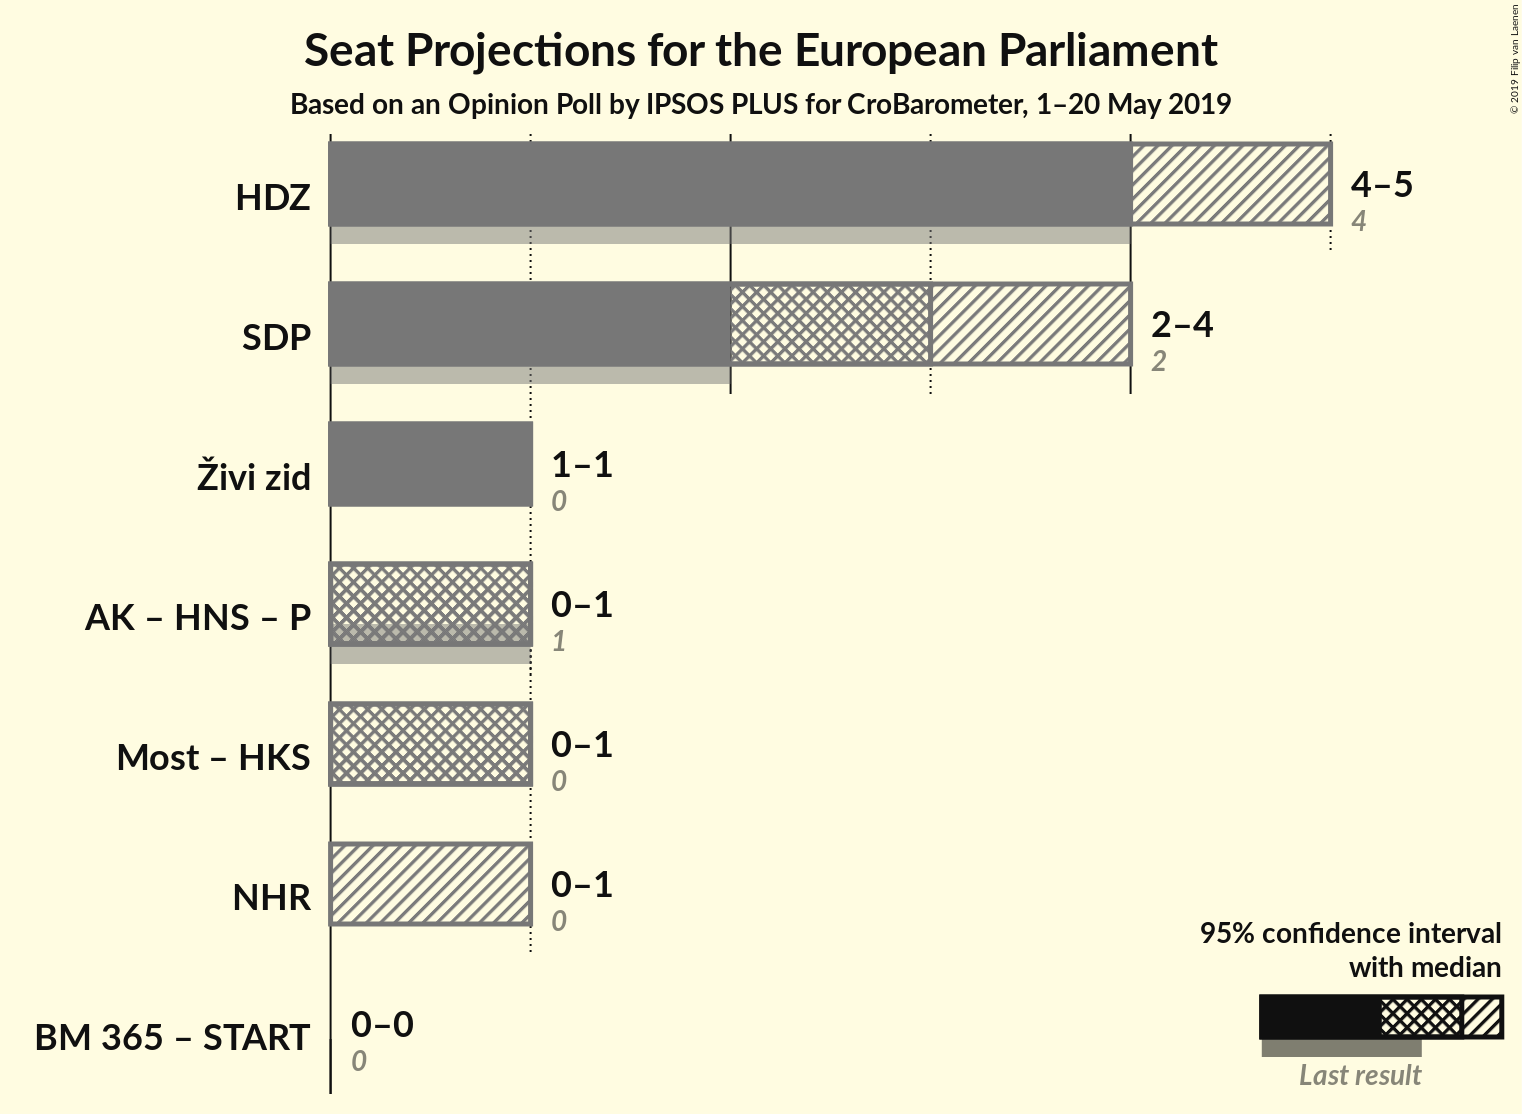 Seat Projections for the European Parliament
Based on an Opinion Poll by IPSOS PLUS for CroBarometer, 1–20 May 2019
© 2019 Filip van Laenen
HDZ
4–5
4
SDP
2–4
2
Živi zid
1–1
0
AK – HNS – P
0–1
1
Most – HKS
0–1
0
NHR
0–1
0
BM 365 – START
0–0
0
95% confidence interval
with median
Last result